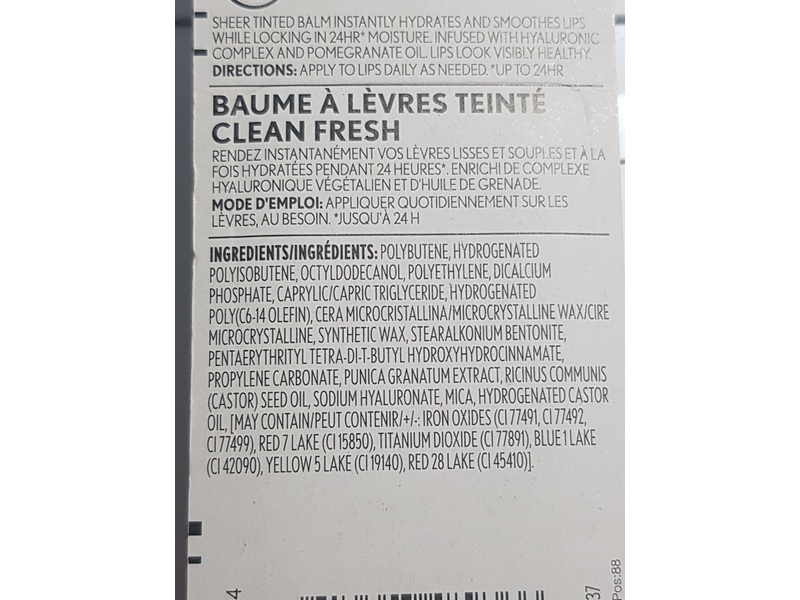 SHEER TINTED BALM INSTANTLY HYDRATES AND SMOOTHES LIPS
WHILE LOCKING IN 24HR* MOISTURE. INFUSED WITH HYALURONIC
COMPLEX AND POMEGRANATE OIL. LIPS LOOK VISIBLY HEALTHY.
DIRECTIONS: APPLY TO LIPS DAILY AS NEEDED. *UP TO 24HR
BAUME À LÈVRES TEINTÉ
CLEAN FRESH
RENDEZ INSTANTANÉMENT VOS LÈVRES LISSES ET SOUPLES ET À LA
FOIS HYDRATÉES PENDANT 24 HEURES*. ENRICHI DE COMPLEXE
HYALURONIQUE VÉGÉTALIEN ET D'HUILE DE GRENADE.
MODE D'EMPLOI: APPLIQUER QUOTIDIENNEMENT SUR LES
LÈVRES, AU BESOIN. *JUSQU'À 24 H
INGREDIENTS/INGRÉDIENTS: POLYBUTENE, HYDROGENATED
POLYISOBUTENE, OCTYLDODECANOL, POLYETHYLENE, DICALCIUM
PHOSPHATE, CAPRYLIC/CAPRIC TRIGLYCERIDE, HYDROGENATED
POLY(C6-14 OLEFIN), CERA MICROCRISTALLINA/MICROCRYSTALLINE WAX/CIRE
MICROCRYSTALLINE, SYNTHETIC WAX, STEARALKONIUM BENTONITE,
PENTAERYTHRITYL TETRA-DI-T-BUTYL HYDROXYHYDROCINNAMATE,
PROPYLENE CARBONATE, PUNICA GRANATUM EXTRACT, RICINUS COMMUNIS
(CASTOR) SEED OIL, SODIUM HYALURONATE, MICA, HYDROGENATED CASTOR
OIL, [MAY CONTAIN/PEUT CONTENIR/+/-: IRON OXIDES (CI 77491, CI 77492,
CI 77499), RED 7 LAKE (CI 15850), TITANIUM DIOXIDE (CI 77891), BLUE 1 LAKE
(CI 42090), YELLOW 5 LAKE (CI 19140), RED 28 LAKE (CI 45410)].
4
37
Pos:88